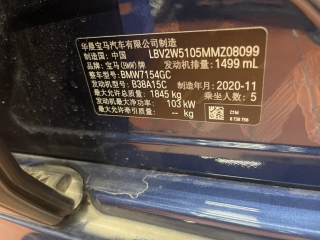 华晨宝马汽车有限公司制造
制造国: 中国 LBV2W5105MMZ08099
品牌: 宝马(BMW)牌 发动机排量: 1499 mL
整车型号: BMW7154GC
发动机型号: B38A15C 制造年月: 2020-11
最大允许总质量: 1845 kg 乘坐人数: 5
最大净功率: 103 kW
最大允许牵引质量: -- kg
C1M